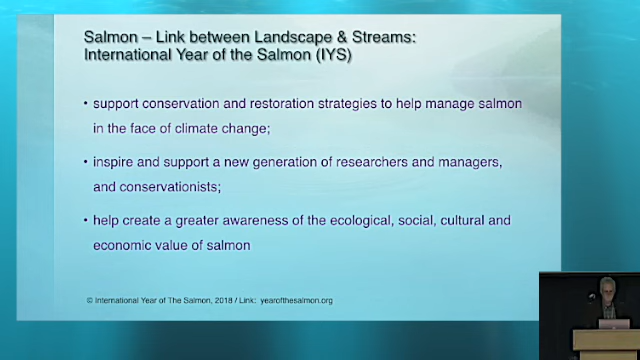 Salmon – Link between Landscape & Streams:
International Year of the Salmon (IYS)
• support conservation and restoration strategies to help manage salmon
in the face of climate change;
• inspire and support a new generation of researchers and managers,
and conservationists;
• help create a greater awareness of the ecological, social, cultural and
economic value of salmon
© International Year of The Salmon, 2018 / Link: yearofthesalmon.org